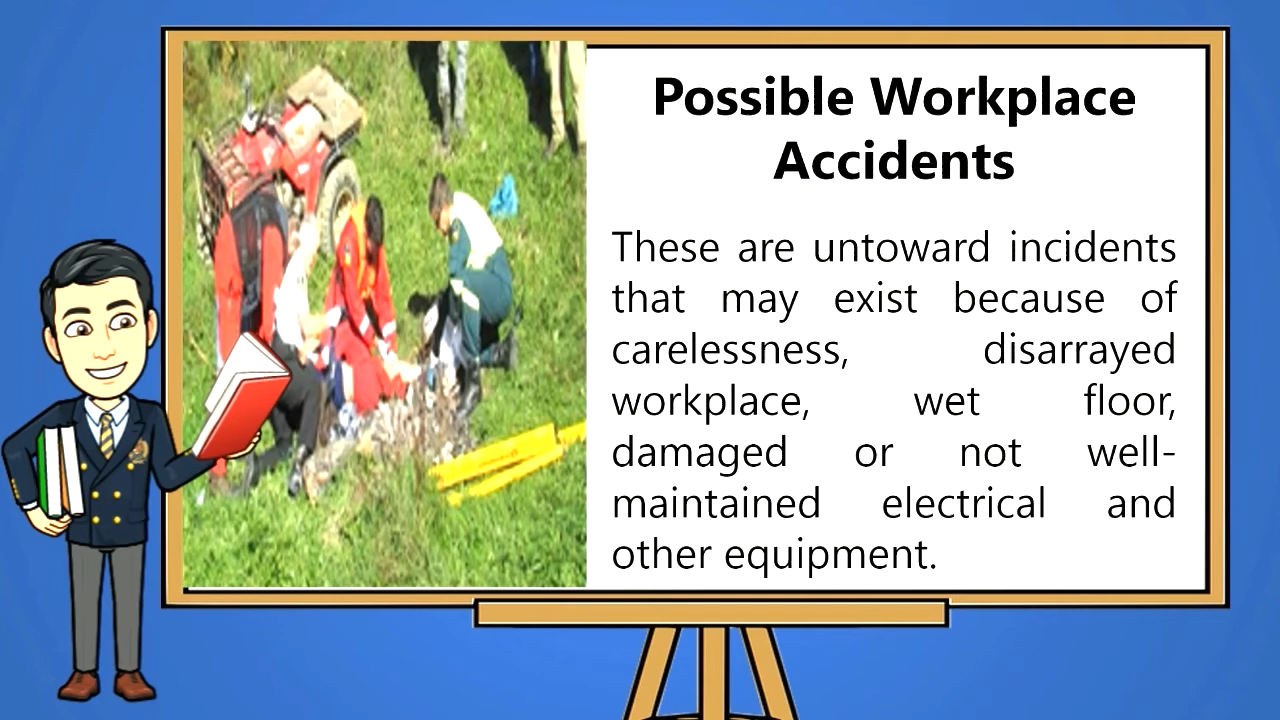 Possible Workplace
Accidents
These are untoward incidents
that may exist because of
carelessness, disarrayed
workplace, wet floor,
damaged or not well-
maintained electrical and
other equipment.